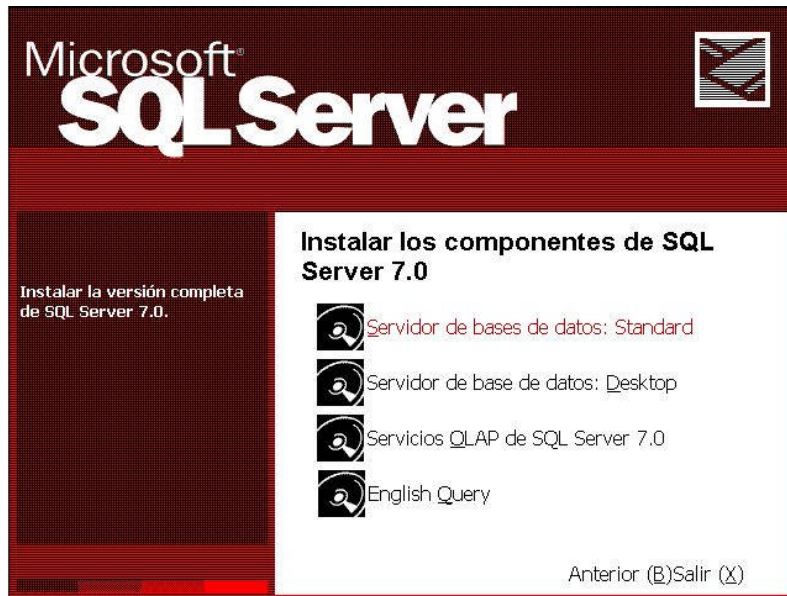 Microsoft®
SQL Server
Instalar la versión completa
de SQL Server 7.0.
Instalar los componentes de SQL
Server 7.0
Servidor de bases de datos: Standard
Servidor de base de datos: Desktop
Servicios OLAP de SQL Server 7.0
English Query
Anterior (B)Salir (X)